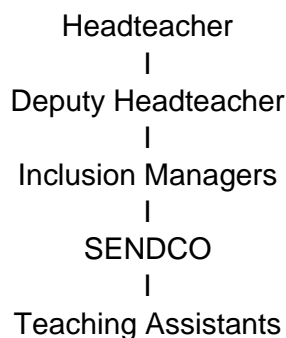 Headteacher
I
Deputy Headteacher
I
Inclusion Managers
I
SENDCO
I
Teaching Assistants